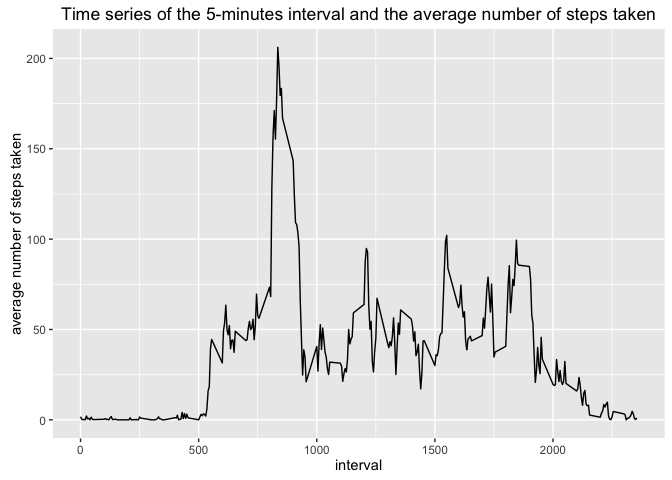 Time series of the 5-minutes interval and the average number of steps taken
average number of steps taken
200
150
100
50
0
0 500 1000 1500 2000
interval